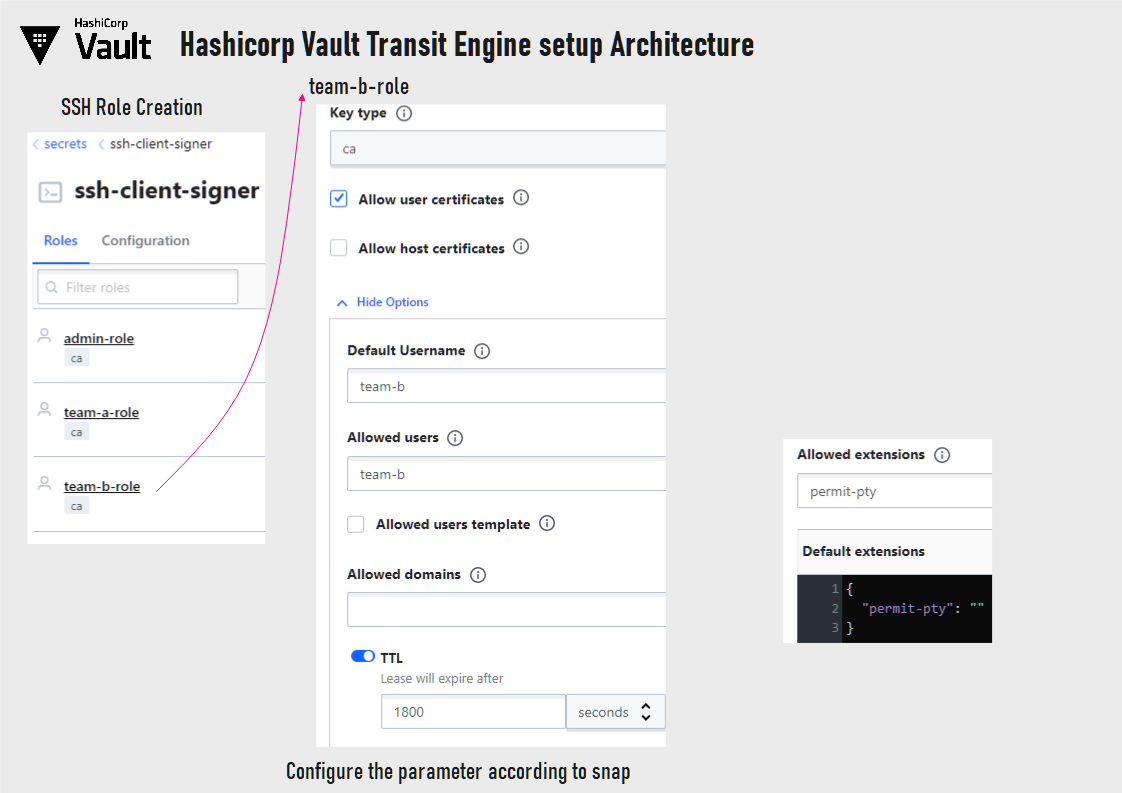 HashiCorp
Vault
Hashicorp Vault Transit Engine setup Architecture
SSH Role Creation
secrets ssh-client-signer
ssh-client-signer
Roles Configuration
Filter roles
admin-role
ca
team-a-role
ca
team-b-role
ca
team-b-role
Key type
ca
Allow user certificates
Allow host certificates
Hide Options
Default Username
team-b
Allowed users
team-b
Allowed users template
Allowed domains
TTL
Lease will expire after
1800 seconds
Allowed extensions
permit-pty
Default extensions
1 {
2 "permit-pty": ""
3 }
Configure the parameter according to snap